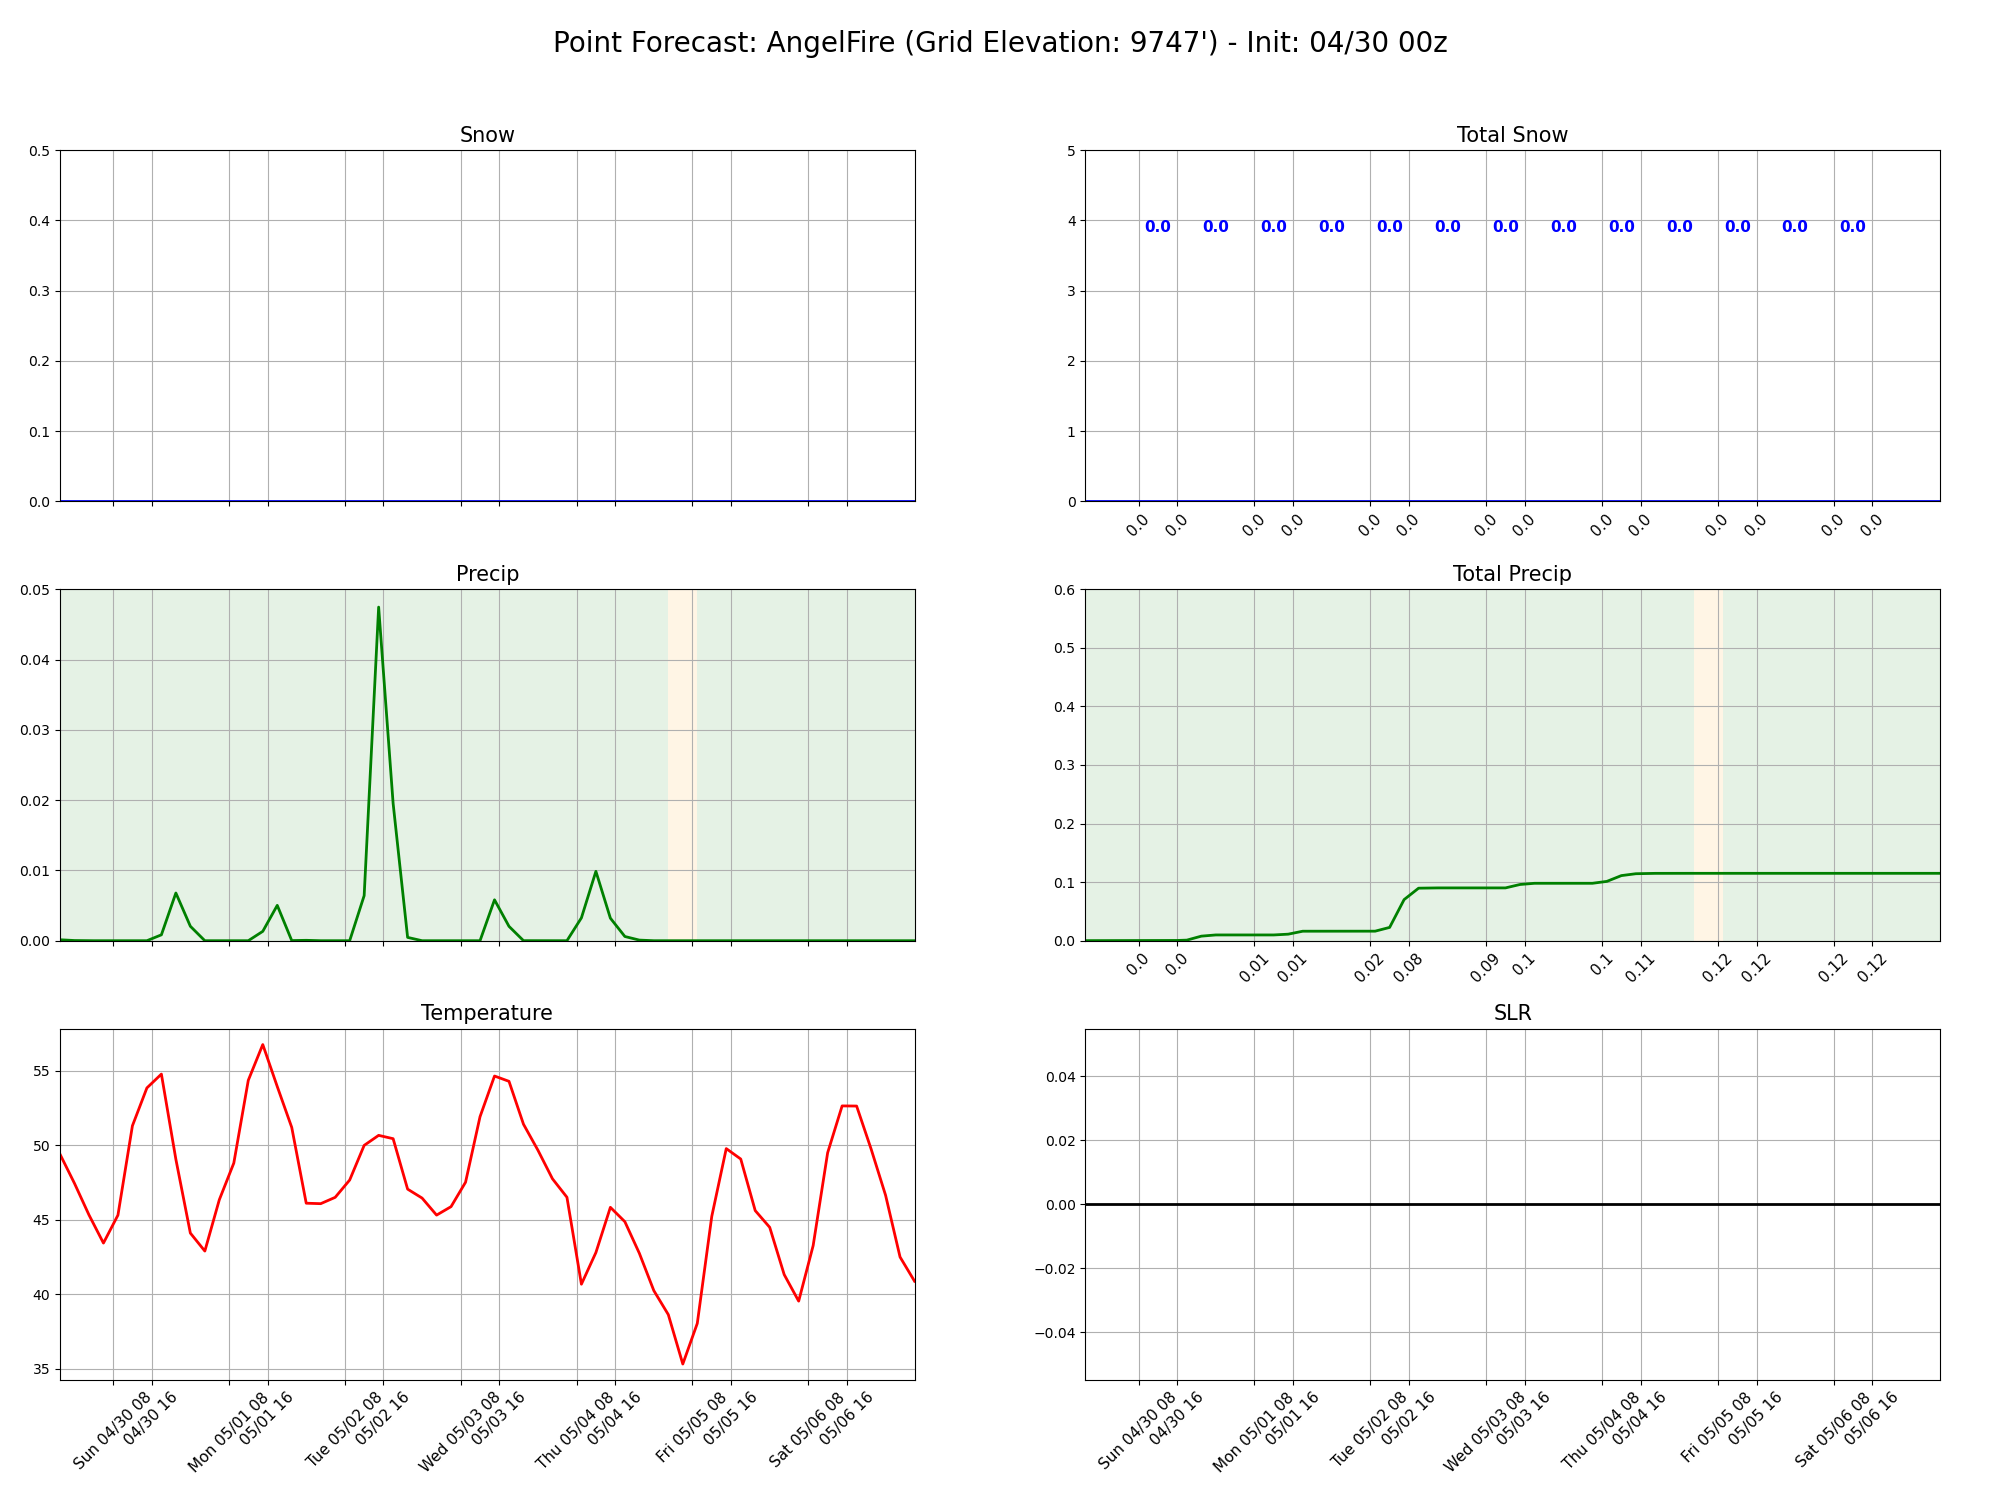 Point Forecast: AngelFire (Grid Elevation: 9747') - Init: 04/30 00z
Snow
0.5
0.4
0.3
0.2
0.1
0.0
Total Snow
5
4
3
2
1
0
0.0 0.0 0.0 0.0 0.0 0.0 0.0 0.0 0.0 0.0 0.0 0.0 0.0
0.0 0.0 0.0 0.0 0.0 0.0 0.0 0.0 0.0 0.0 0.0 0.0 0.0 0.0
Precip
0.05
0.04
0.03
0.02
0.01
0.00
Total Precip
0.6
0.5
0.4
0.3
0.2
0.1
0.0
0.0 0.0 0.01 0.01 0.02 0.08 0.09 0.1 0.1 0.11 0.12 0.12 0.12 0.12
Temperature
55
50
45
40
35
Sun 04/30 08
04/30 16
Mon 05/01 08
05/01 16
Tue 05/02 08
05/02 16
Wed 05/03 08
05/03 16
Thu 05/04 08
05/04 16
Fri 05/05 08
05/05 16
Sat 05/06 08
05/06 16
SLR
0.04
0.02
0.00
−0.02
−0.04
Sun 04/30 08
04/30 16
Mon 05/01 08
05/01 16
Tue 05/02 08
05/02 16
Wed 05/03 08
05/03 16
Thu 05/04 08
05/04 16
Fri 05/05 08
05/05 16
Sat 05/06 08
05/06 16